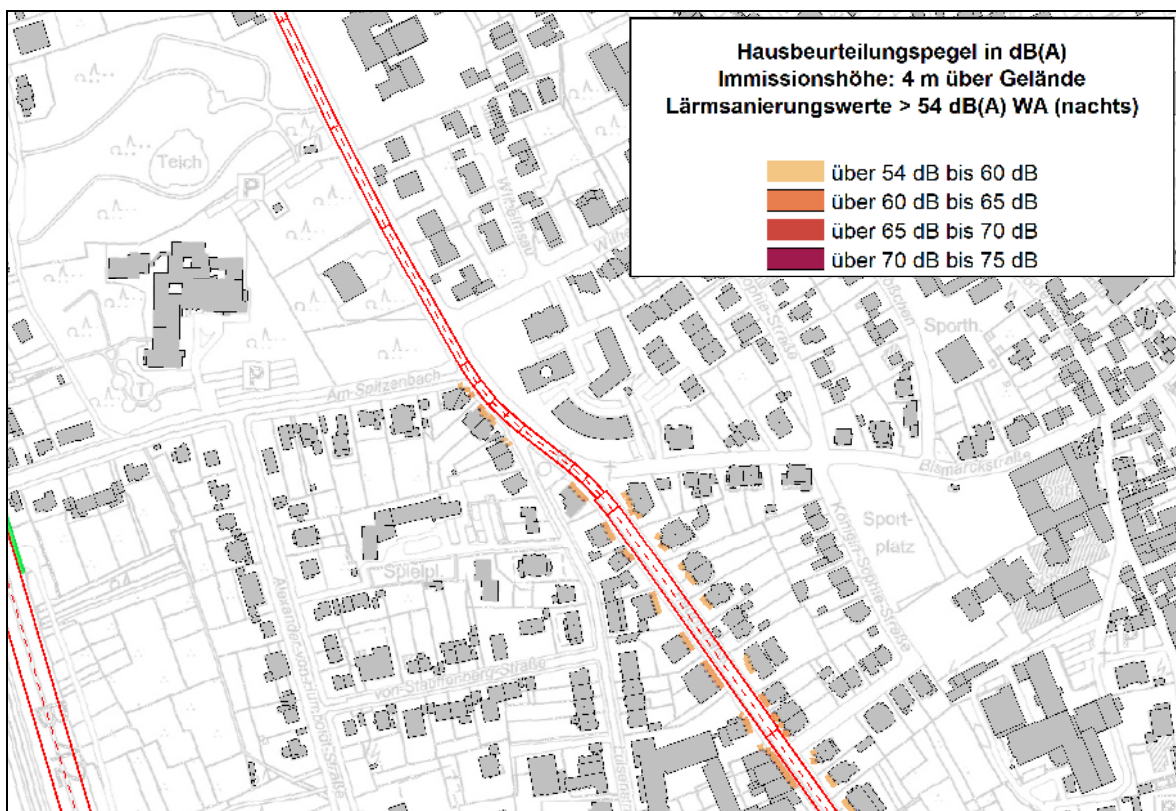 Hausbeurteilungspegel in dB(A)
Immissionshöhe: 4 m über Gelände
Lärmsanierungswerte > 54 dB(A) WA (nachts)
über 54 dB bis 60 dB
über 60 dB bis 65 dB
über 65 dB bis 70 dB
über 70 dB bis 75 dB
Teich
P
Wilhelmsau
P
Am-Spitzenbach
Sporth.
Bismarckstraße
Sport-
platz
Königin-Sophie-Straße
Spielpl.
von-Stauffenberg-Straße